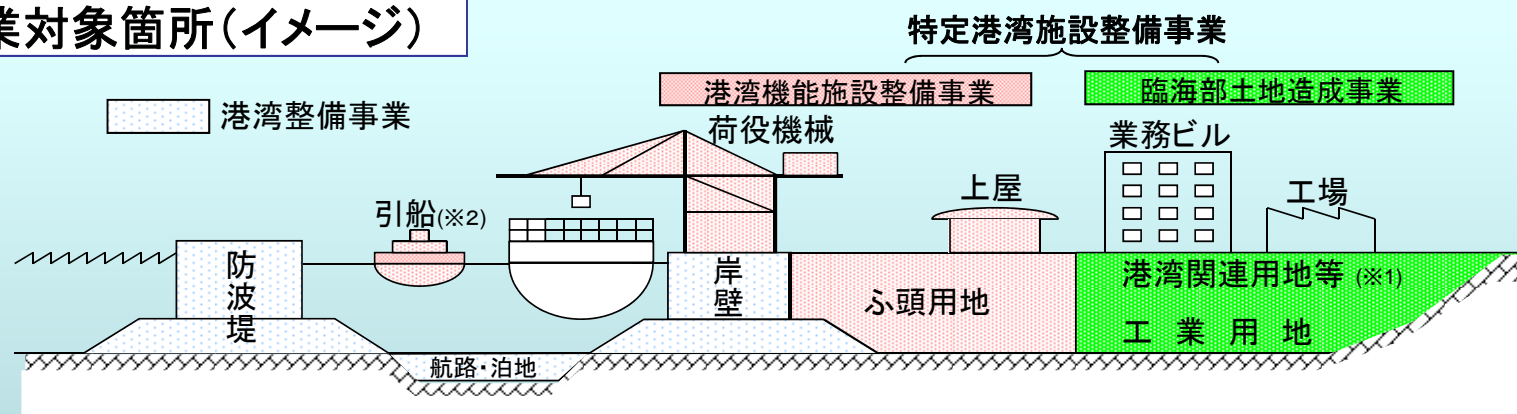 業対象箇所(イメージ)
特定港湾施設整備事業
港湾整備事業
港湾機能施設整備事業
臨海部土地造成事業
荷役機械
業務ビル
引船(※2)
上屋
工場
防波堤
岸壁
ふ頭用地
港湾関連用地等 (※1)
工業用地
航路・泊地